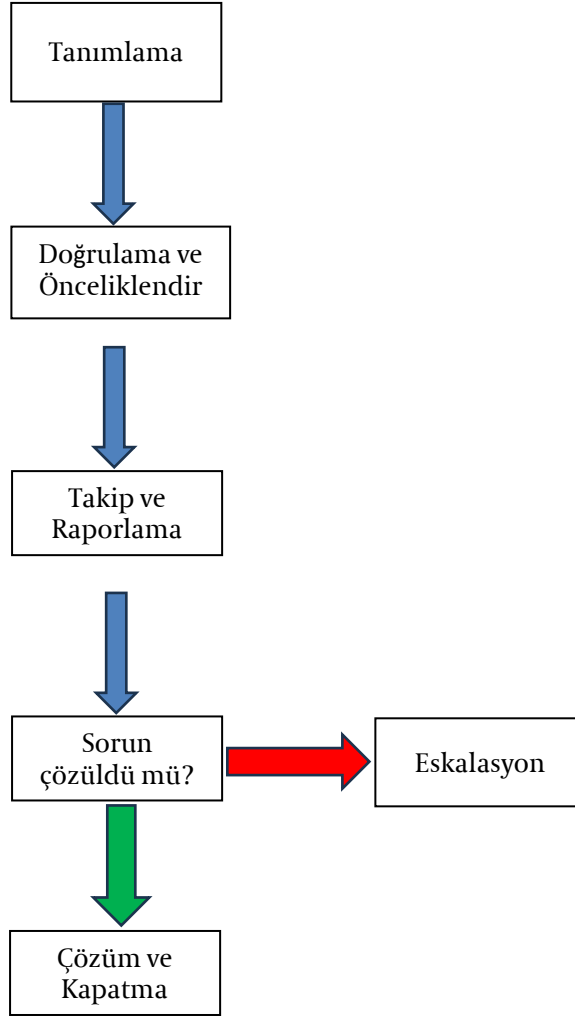 Tanımlama
Doğrulama ve
Önceliklendir
Takip ve
Raporlama
Sorun
çözüldü mü?
Eskalasyon
Çözüm ve
Kapatma